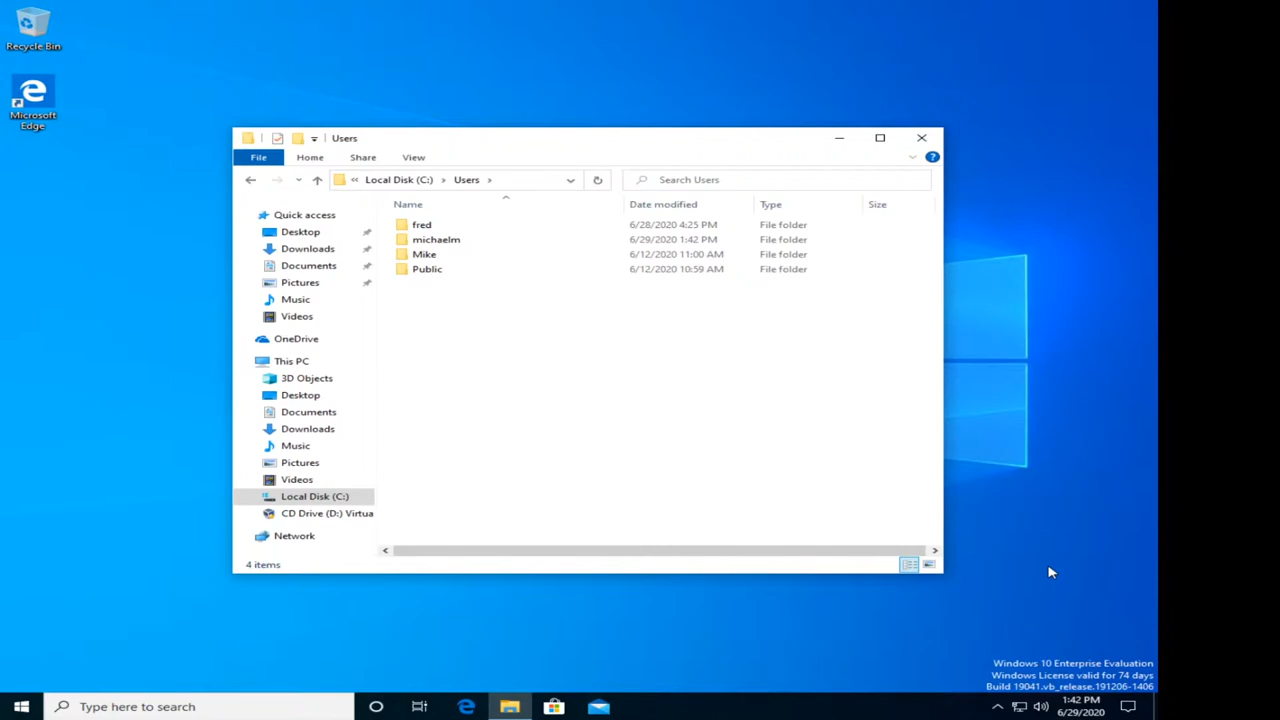 Recycle Bin
Microsoft
Edge
Users
File Home Share View
Local Disk (C:) Users
Search Users
Name Date modified Type Size
fred 6/28/2020 4:25 PM File folder
michaelm 6/29/2020 1:42 PM File folder
Mike 6/12/2020 11:00 AM File folder
Public 6/12/2020 10:59 AM File folder
Quick access
Desktop
Downloads
Documents
Pictures
Music
Videos
OneDrive
This PC
3D Objects
Desktop
Documents
Downloads
Music
Pictures
Videos
Local Disk (C:)
CD Drive (D:) Virtua
Network
4 items
Windows 10 Enterprise Evaluation
Windows License valid for 74 days
Build 19041.vb_release.191206-1406
Type here to search
1:42 PM
6/29/2020